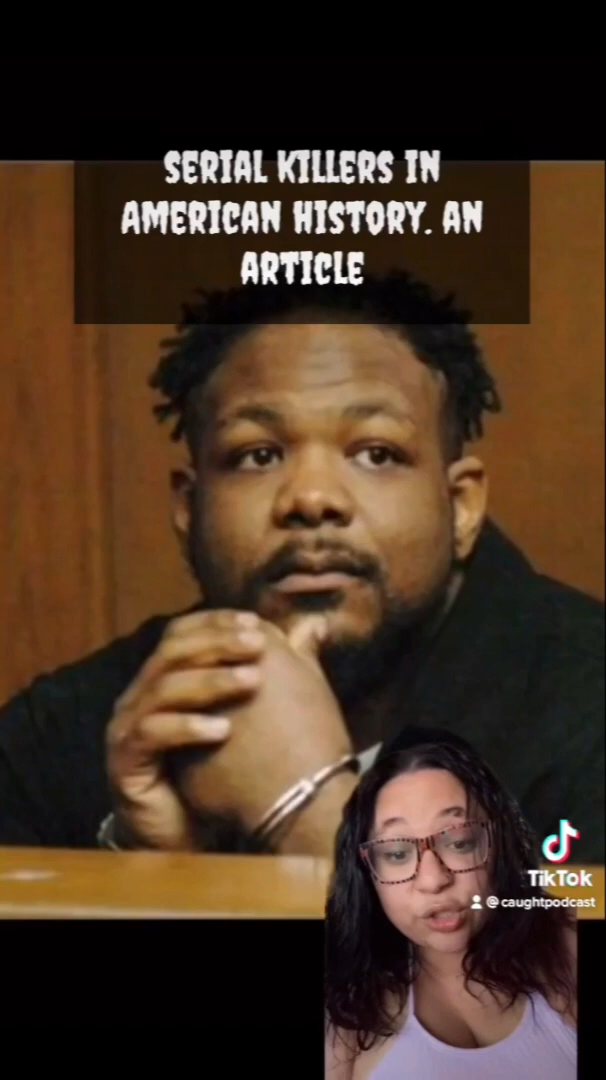 SERIAL KILLERS IN
AMERICAN HISTORY. AN
ARTICLE
TikTok
@caughtpodcast